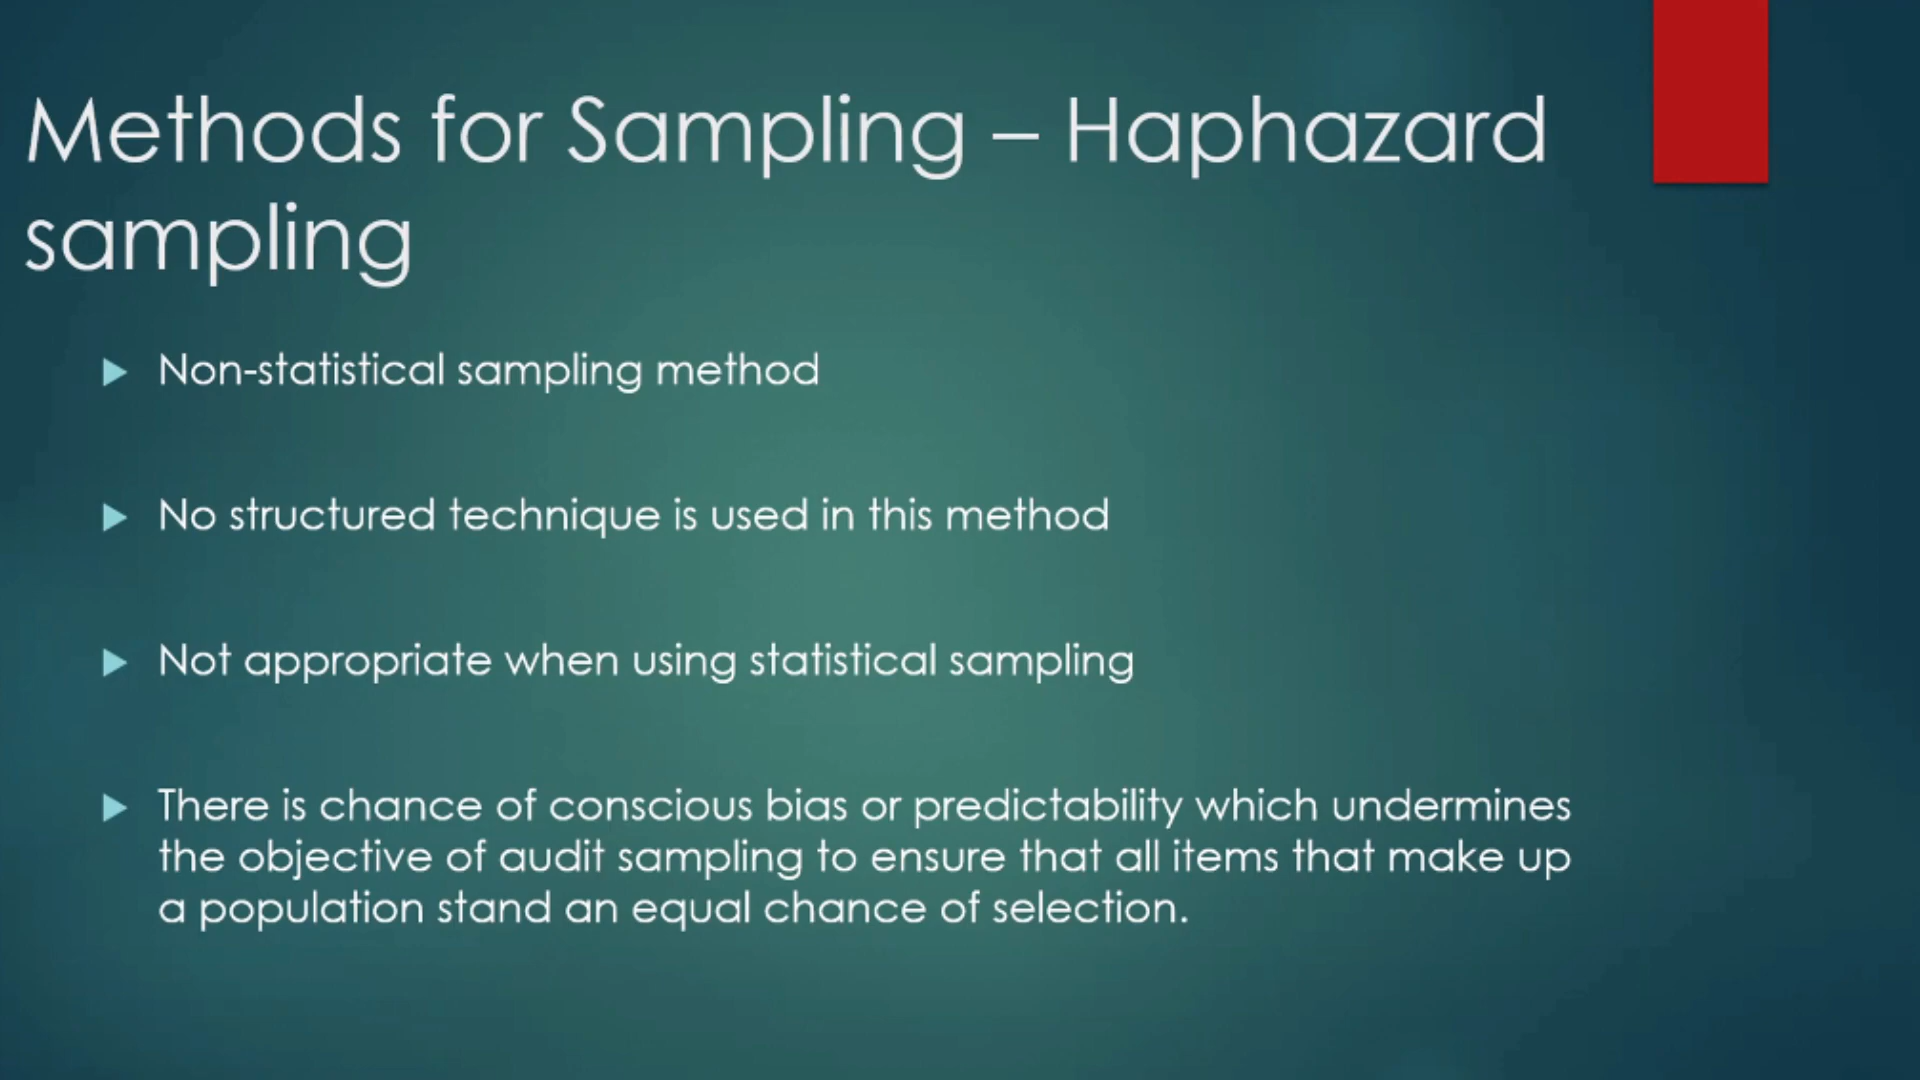 Methods for Sampling – Haphazard
sampling
Non-statistical sampling method
No structured technique is used in this method
Not appropriate when using statistical sampling
There is chance of conscious bias or predictability which undermines
the objective of audit sampling to ensure that all items that make up
a population stand an equal chance of selection.